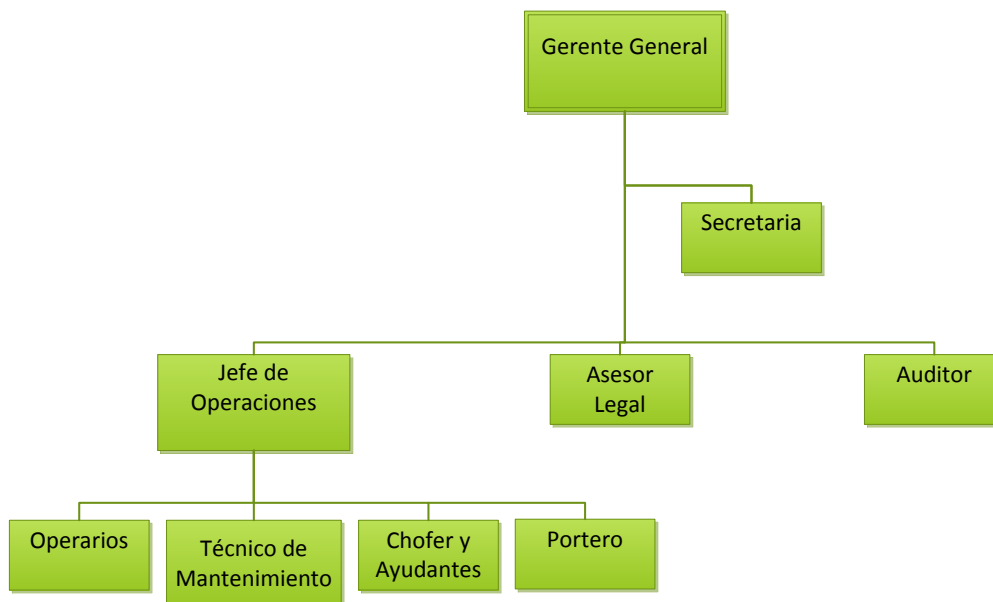 Gerente General
Secretaria
Jefe de
Operaciones
Asesor
Legal
Auditor
Operarios
Técnico de
Mantenimiento
Chofer y
Ayudantes
Portero